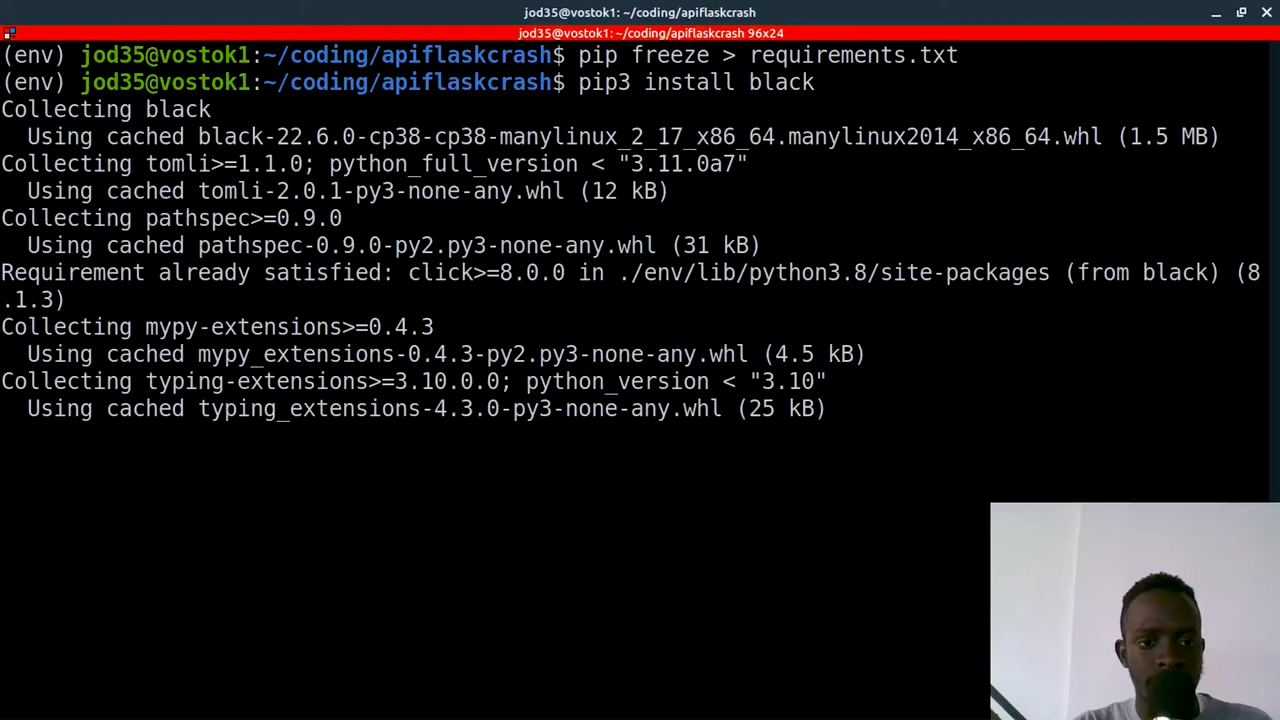 jod35@vostok1: ~/coding/apiflaskcrash
jod35@vostok1: ~/coding/apiflaskcrash 96x24
(env) jod35@vostok1:~/coding/apiflaskcrash$ pip freeze > requirements.txt
(env) jod35@vostok1:~/coding/apiflaskcrash$ pip3 install black
Collecting black
  Using cached black-22.6.0-cp38-cp38-manylinux_2_17_x86_64.manylinux2014_x86_64.whl (1.5 MB)
Collecting tomli>=1.1.0; python_full_version < "3.11.0a7"
  Using cached tomli-2.0.1-py3-none-any.whl (12 kB)
Collecting pathspec>=0.9.0
  Using cached pathspec-0.9.0-py2.py3-none-any.whl (31 kB)
Requirement already satisfied: click>=8.0.0 in ./env/lib/python3.8/site-packages (from black) (8
.1.3)
Collecting mypy-extensions>=0.4.3
  Using cached mypy_extensions-0.4.3-py2.py3-none-any.whl (4.5 kB)
Collecting typing-extensions>=3.10.0.0; python_version < "3.10"
  Using cached typing_extensions-4.3.0-py3-none-any.whl (25 kB)